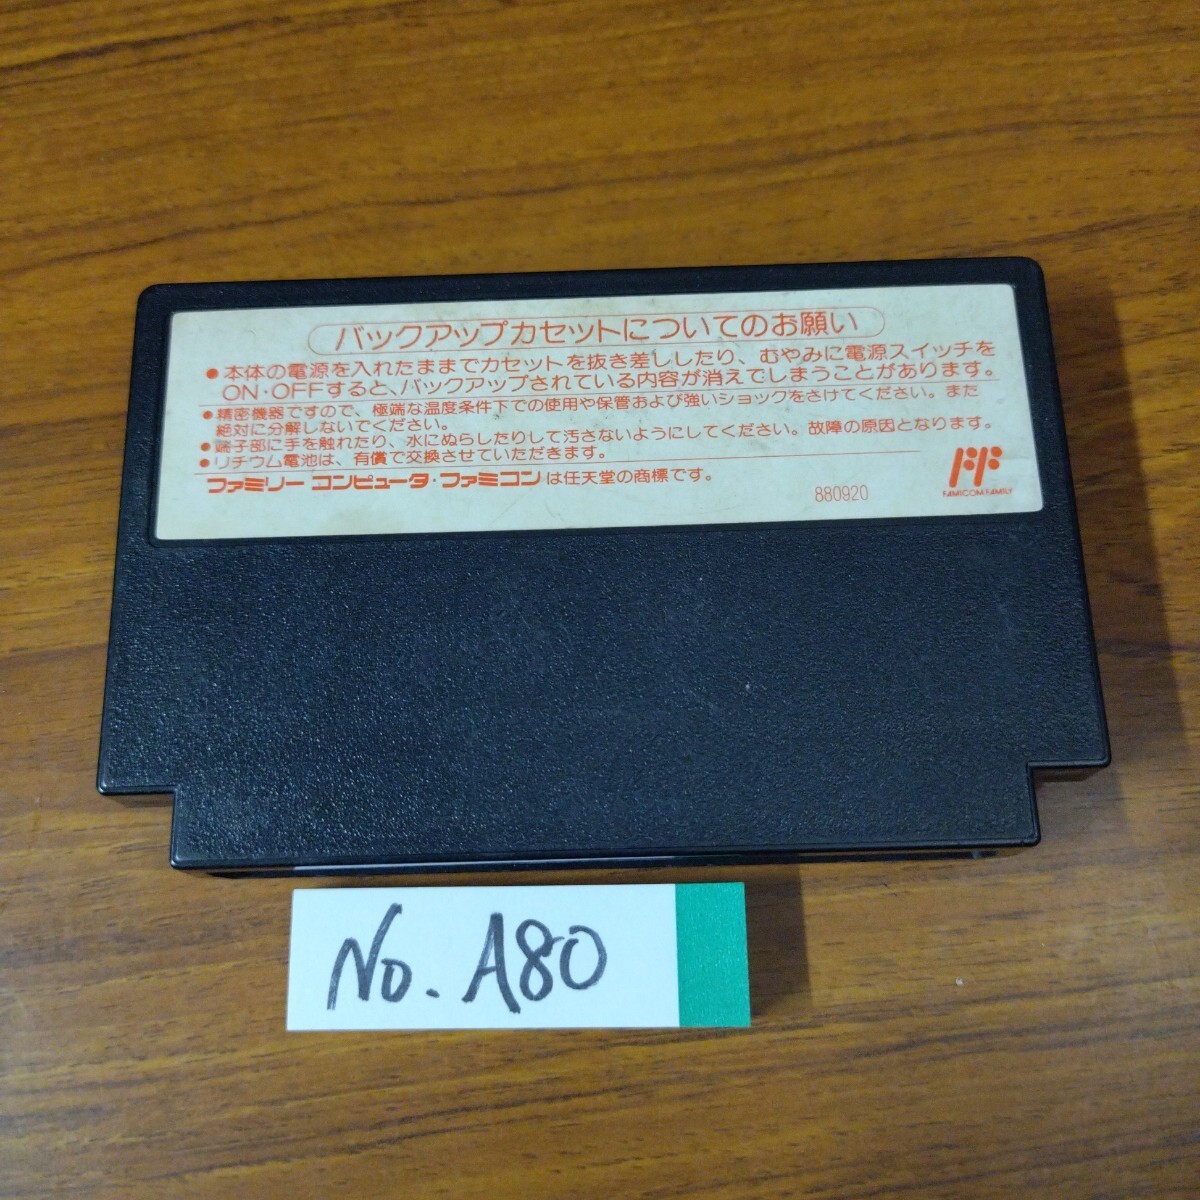 バックアップカセットについてのお願い
●本体の電源を入れたままでカセットを抜き差ししたり、むやみに電源スイッチを
ON・OFFすると、バックアップされている内容が消えてしまうことがあります。
●精密機器ですので、極端な温度条件下での使用や保管および強いショックをさけてください。また
絶対に分解しないでください。
●端子部に手を触れたり、水にぬらしたりして汚さないようにしてください。故障の原因となります。
●リチウム電池は、有償で交換させていただきます。
ファミリーコンピュータ・ファミコンは任天堂の商標です。
880920
FF
FAMICOM FAMILY
No. A80